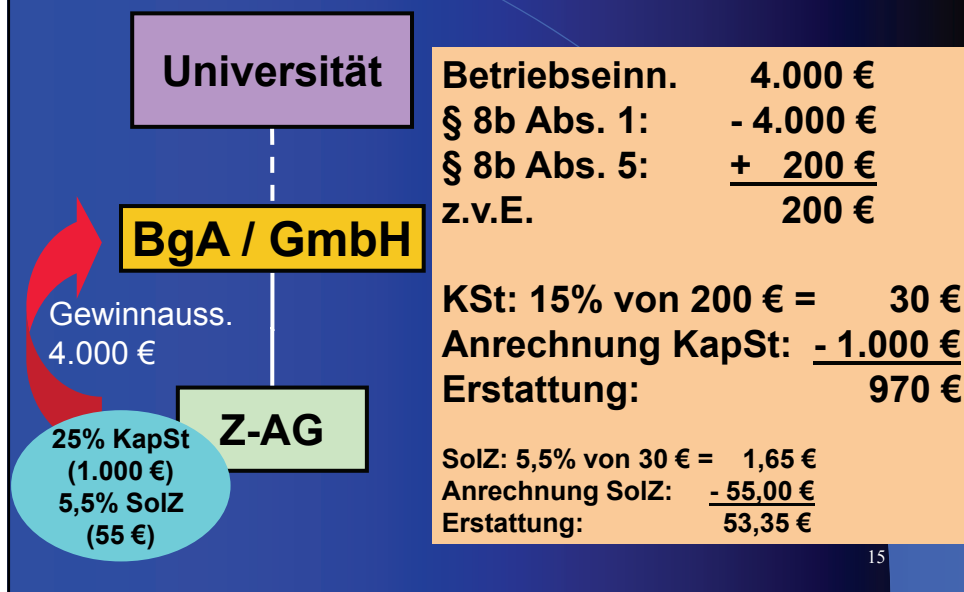 Universität
BgA / GmbH
Gewinnauss.
4.000 €
Z-AG
25% KapSt
(1.000 €)
5,5% SolZ
(55 €)
Betriebseinn. 4.000 €
§ 8b Abs. 1: - 4.000 €
§ 8b Abs. 5: + 200 €
z.v.E. 200 €
KSt: 15% von 200 € = 30 €
Anrechnung KapSt: - 1.000 €
Erstattung: 970 €
SolZ: 5,5% von 30 € = 1,65 €
Anrechnung SolZ: - 55,00 €
Erstattung: 53,35 €
15